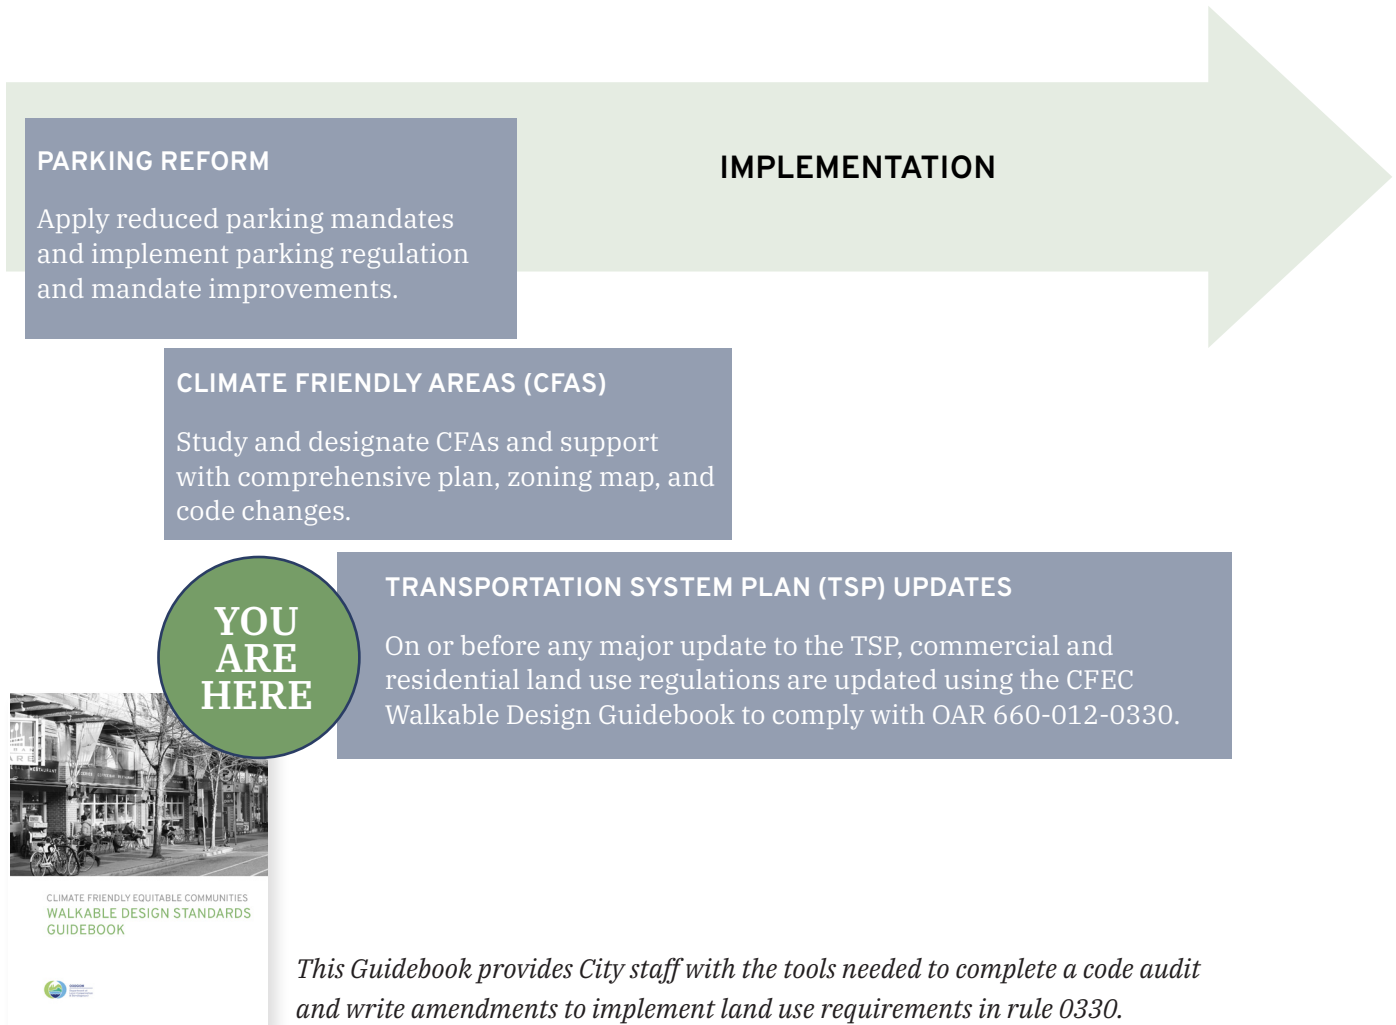 IMPLEMENTATION
PARKING REFORM
Apply reduced parking mandates
and implement parking regulation
and mandate improvements.
CLIMATE FRIENDLY AREAS (CFAS)
Study and designate CFAs and support
with comprehensive plan, zoning map, and
code changes.
YOU
ARE
HERE
TRANSPORTATION SYSTEM PLAN (TSP) UPDATES
On or before any major update to the TSP, commercial and
residential land use regulations are updated using the CFEC
Walkable Design Guidebook to comply with OAR 660-012-0330.
RESTAURANT
CLIMATE FRIENDLY EQUITABLE COMMUNITIES
WALKABLE DESIGN STANDARDS
GUIDEBOOK
This Guidebook provides City staff with the tools needed to complete a code audit
and write amendments to implement land use requirements in rule 0330.